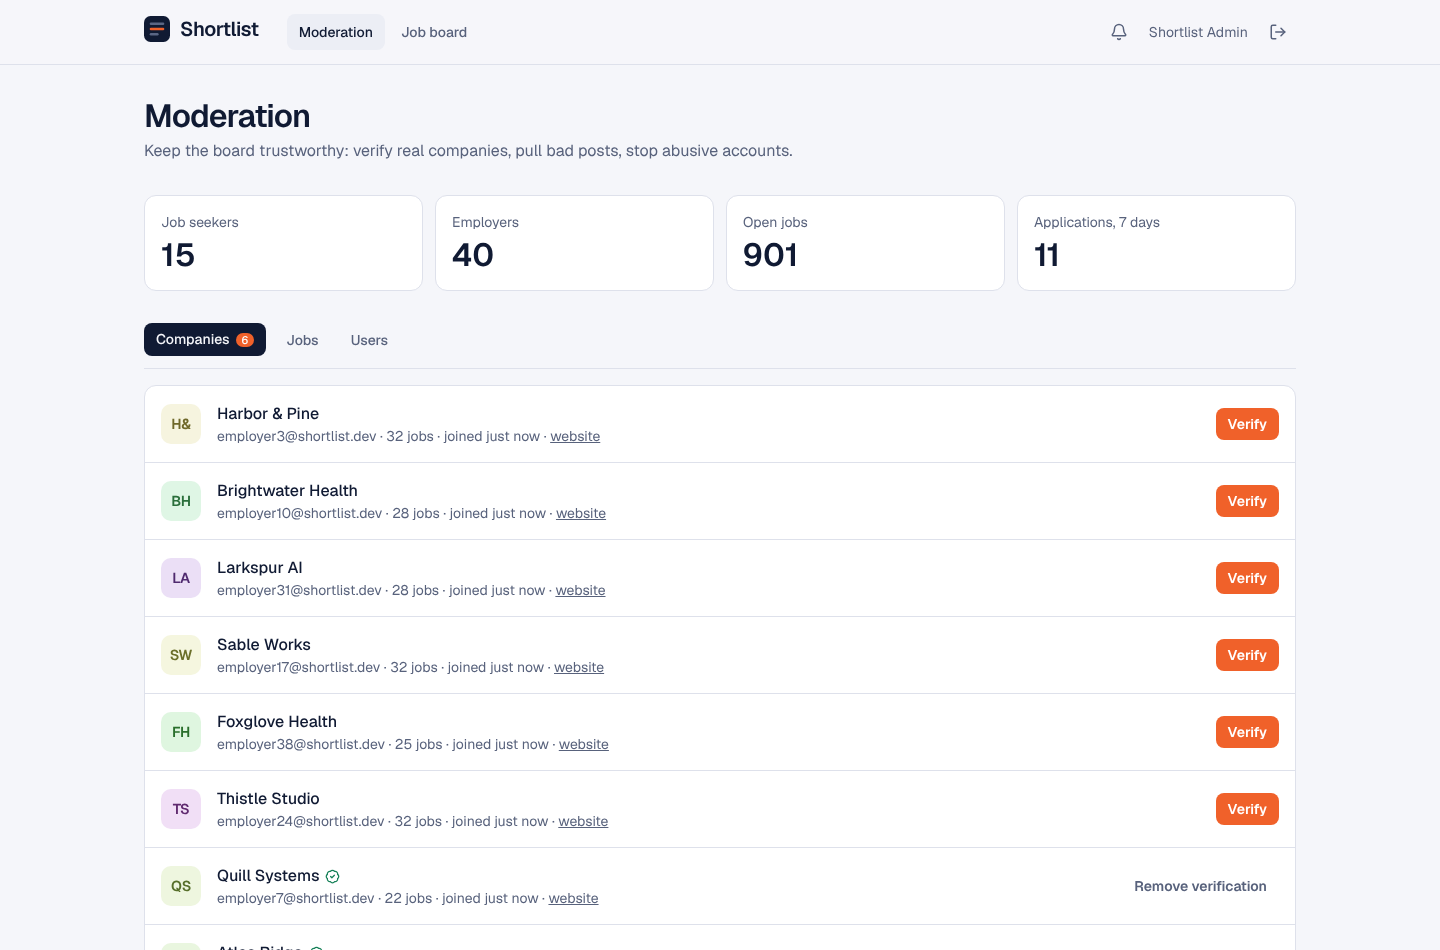 Shortlist
Moderation
Job board
Shortlist Admin
Moderation
Keep the board trustworthy: verify real companies, pull bad posts, stop abusive accounts.
Job seekers
15
Employers
40
Open jobs
901
Applications, 7 days
11
Companies 6
Jobs
Users
H&
Harbor & Pine
employer3@shortlist.dev · 32 jobs · joined just now · website
Verify
BH
Brightwater Health
employer10@shortlist.dev · 28 jobs · joined just now · website
Verify
LA
Larkspur AI
employer31@shortlist.dev · 28 jobs · joined just now · website
Verify
SW
Sable Works
employer17@shortlist.dev · 32 jobs · joined just now · website
Verify
FH
Foxglove Health
employer38@shortlist.dev · 25 jobs · joined just now · website
Verify
TS
Thistle Studio
employer24@shortlist.dev · 32 jobs · joined just now · website
Verify
QS
Quill Systems
employer7@shortlist.dev · 22 jobs · joined just now · website
Remove verification